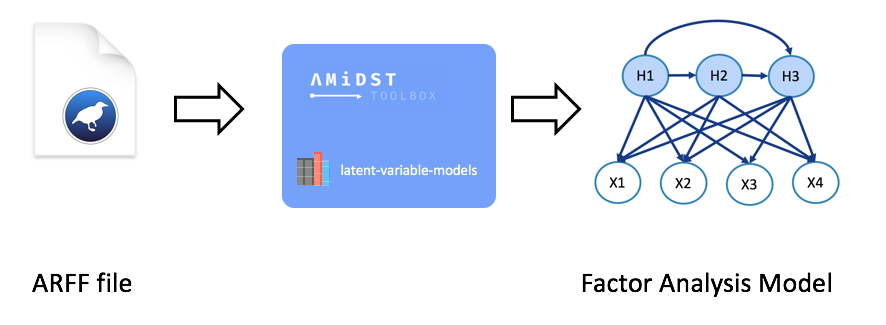 ΛMiDST
TOOLBOX
latent-variable-models
H1 H2 H3
X1 X2 X3 X4
ARFF file
Factor Analysis Model